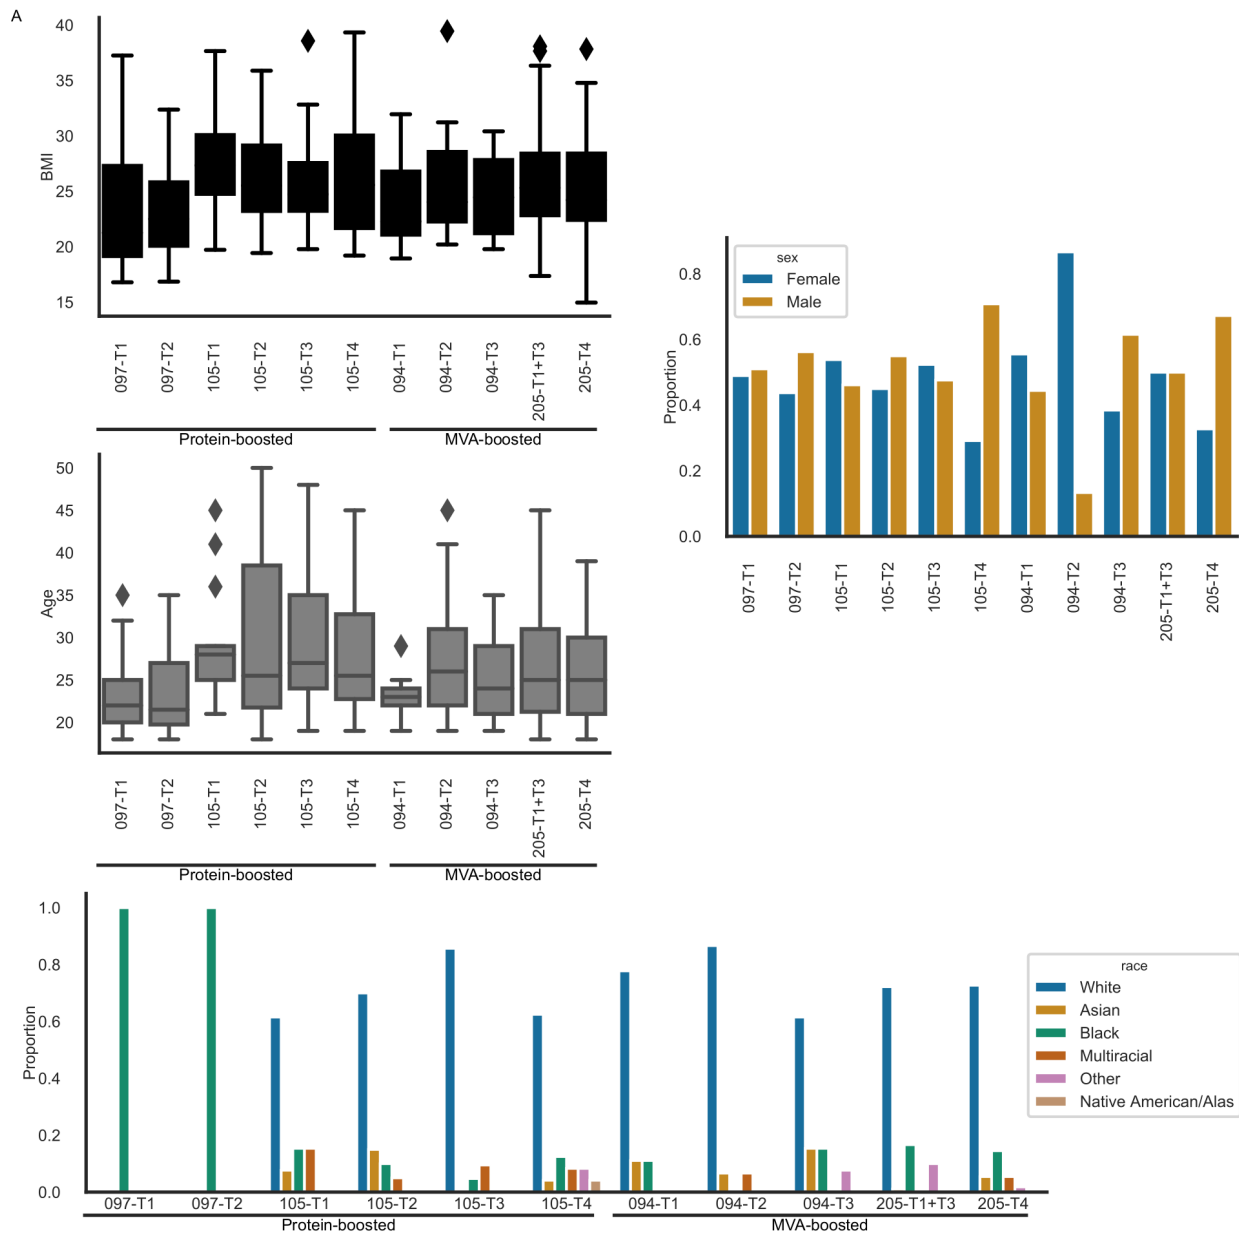 A
40
35
30
25
20
15
BMI
097-T1
097-T2
105-T1
105-T2
105-T3
105-T4
094-T1
094-T2
094-T3
205-T1+T3
205-T4
Protein-boosted
MVA-boosted
sex
Female
Male
0.8
0.6
0.4
0.2
0.0
Proportion
097-T1
097-T2
105-T1
105-T2
105-T3
105-T4
094-T1
094-T2
094-T3
205-T1+T3
205-T4
50
45
40
35
30
25
20
Age
097-T1
097-T2
105-T1
105-T2
105-T3
105-T4
094-T1
094-T2
094-T3
205-T1+T3
205-T4
Protein-boosted
MVA-boosted
1.0
0.8
0.6
0.4
0.2
0.0
Proportion
race
White
Asian
Black
Multiracial
Other
Native American/Alas
097-T1
097-T2
105-T1
105-T2
105-T3
105-T4
094-T1
094-T2
094-T3
205-T1+T3
205-T4
Protein-boosted
MVA-boosted